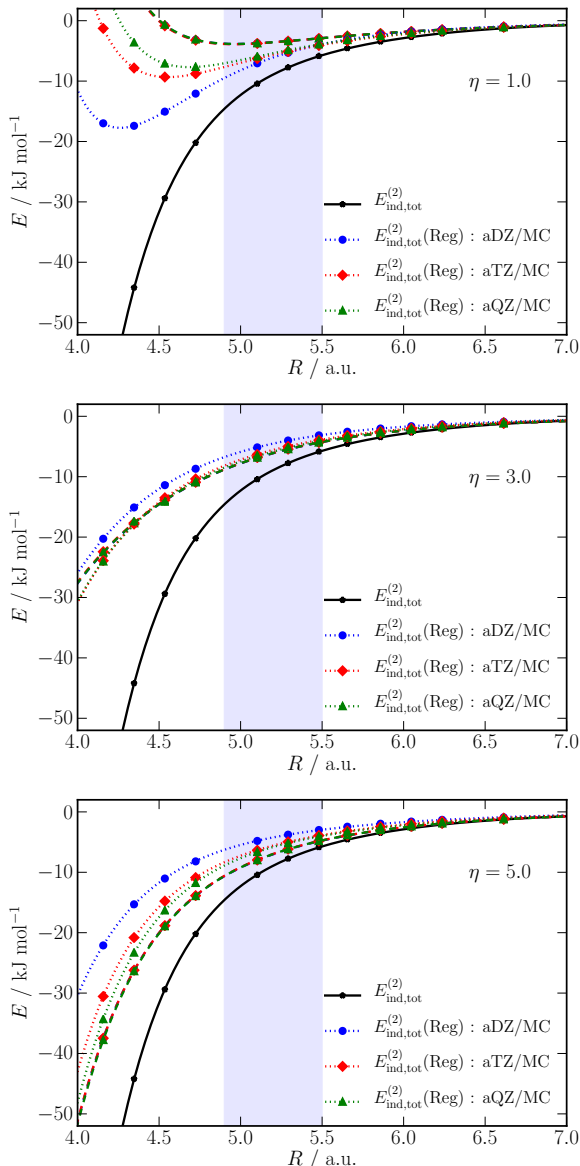 0
−10
−20
−30
−40
−50
E / kJ mol⁻¹
η = 1.0
E⁽²⁾ind,tot
E⁽²⁾ind,tot(Reg) : aDZ/MC
E⁽²⁾ind,tot(Reg) : aTZ/MC
E⁽²⁾ind,tot(Reg) : aQZ/MC
4.0 4.5 5.0 5.5 6.0 6.5 7.0
R / a.u.
0
−10
−20
−30
−40
−50
E / kJ mol⁻¹
η = 3.0
E⁽²⁾ind,tot
E⁽²⁾ind,tot(Reg) : aDZ/MC
E⁽²⁾ind,tot(Reg) : aTZ/MC
E⁽²⁾ind,tot(Reg) : aQZ/MC
4.0 4.5 5.0 5.5 6.0 6.5 7.0
R / a.u.
0
−10
−20
−30
−40
−50
E / kJ mol⁻¹
η = 5.0
E⁽²⁾ind,tot
E⁽²⁾ind,tot(Reg) : aDZ/MC
E⁽²⁾ind,tot(Reg) : aTZ/MC
E⁽²⁾ind,tot(Reg) : aQZ/MC
4.0 4.5 5.0 5.5 6.0 6.5 7.0
R / a.u.